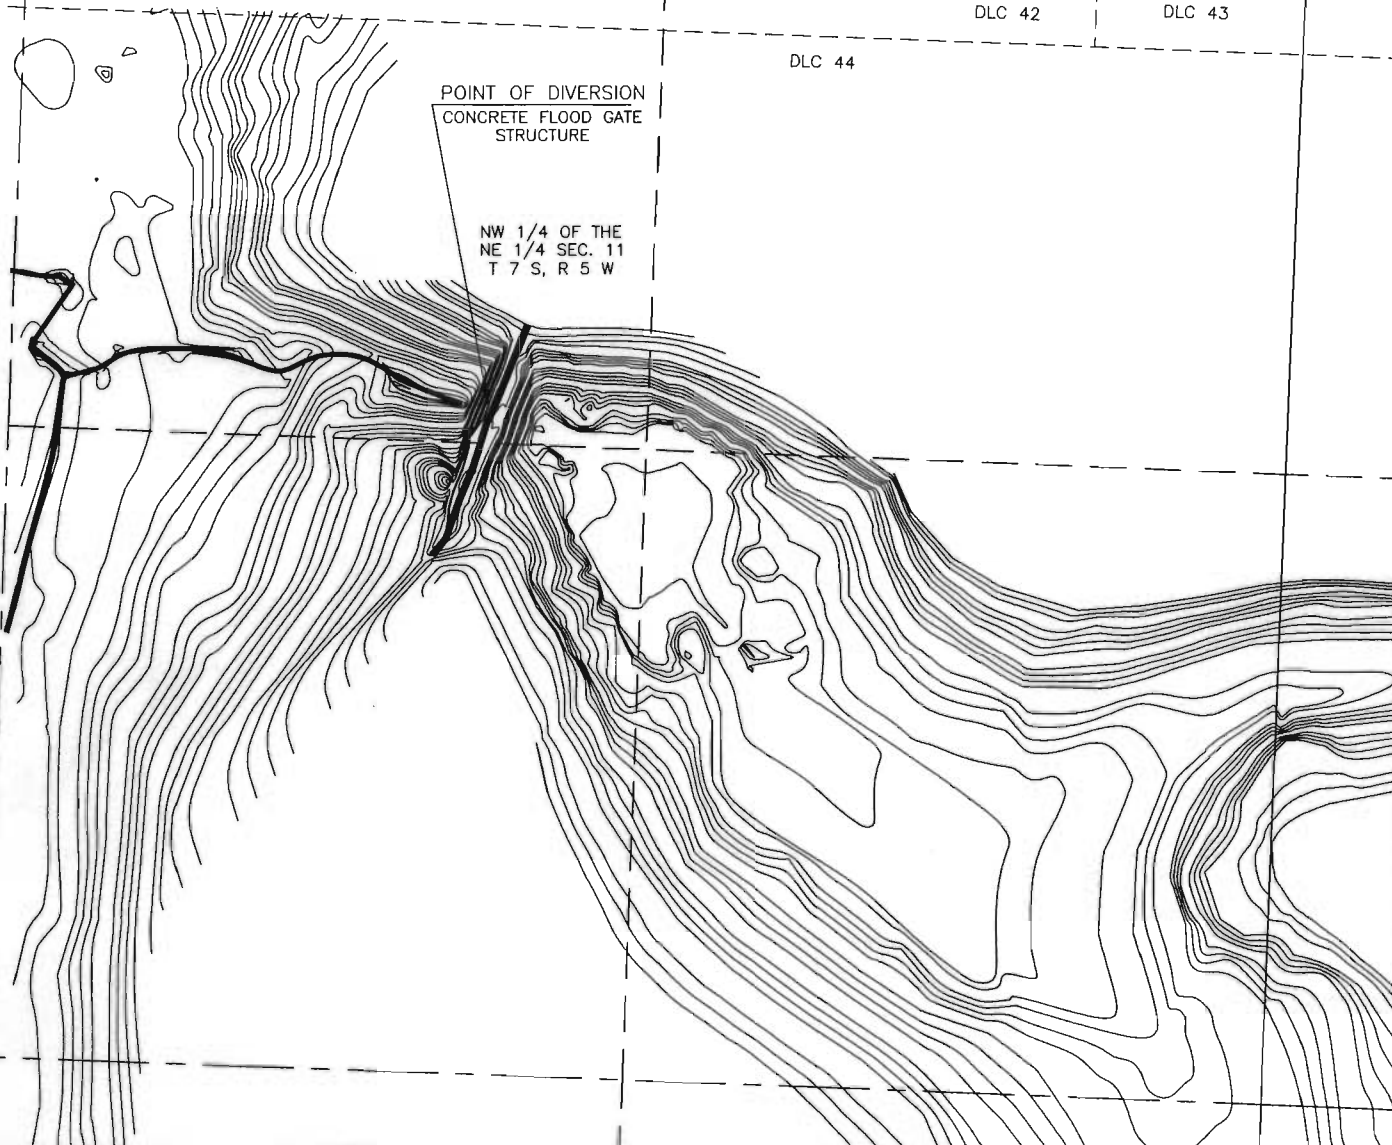 DLC 42
DLC 43
DLC 44
POINT OF DIVERSION
CONCRETE FLOOD GATE
STRUCTURE
NW 1/4 OF THE
NE 1/4 SEC. 11
T 7 S, R 5 W